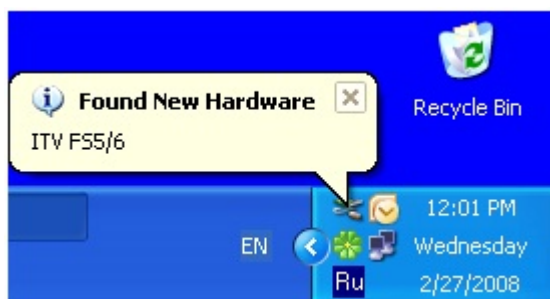 Found New Hardware
ITV FS5/6
Recycle Bin
12:01 PM
EN
Wednesday
Ru
2/27/2008